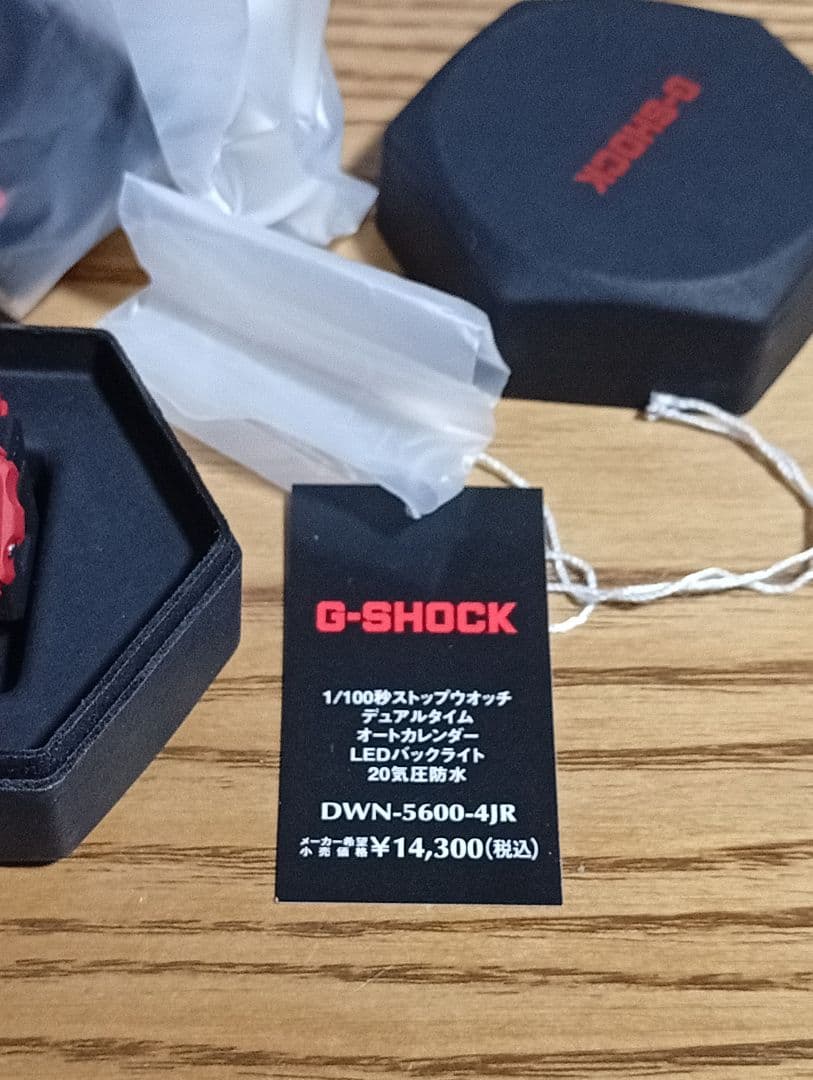 G-SHOCK
G-SHOCK
1/100秒ストップウオッチ
デュアルタイム
オートカレンダー
LEDバックライト
20気圧防水
DWN-5600-4JR
メーカー希望
小売価格 ¥14,300(税込)